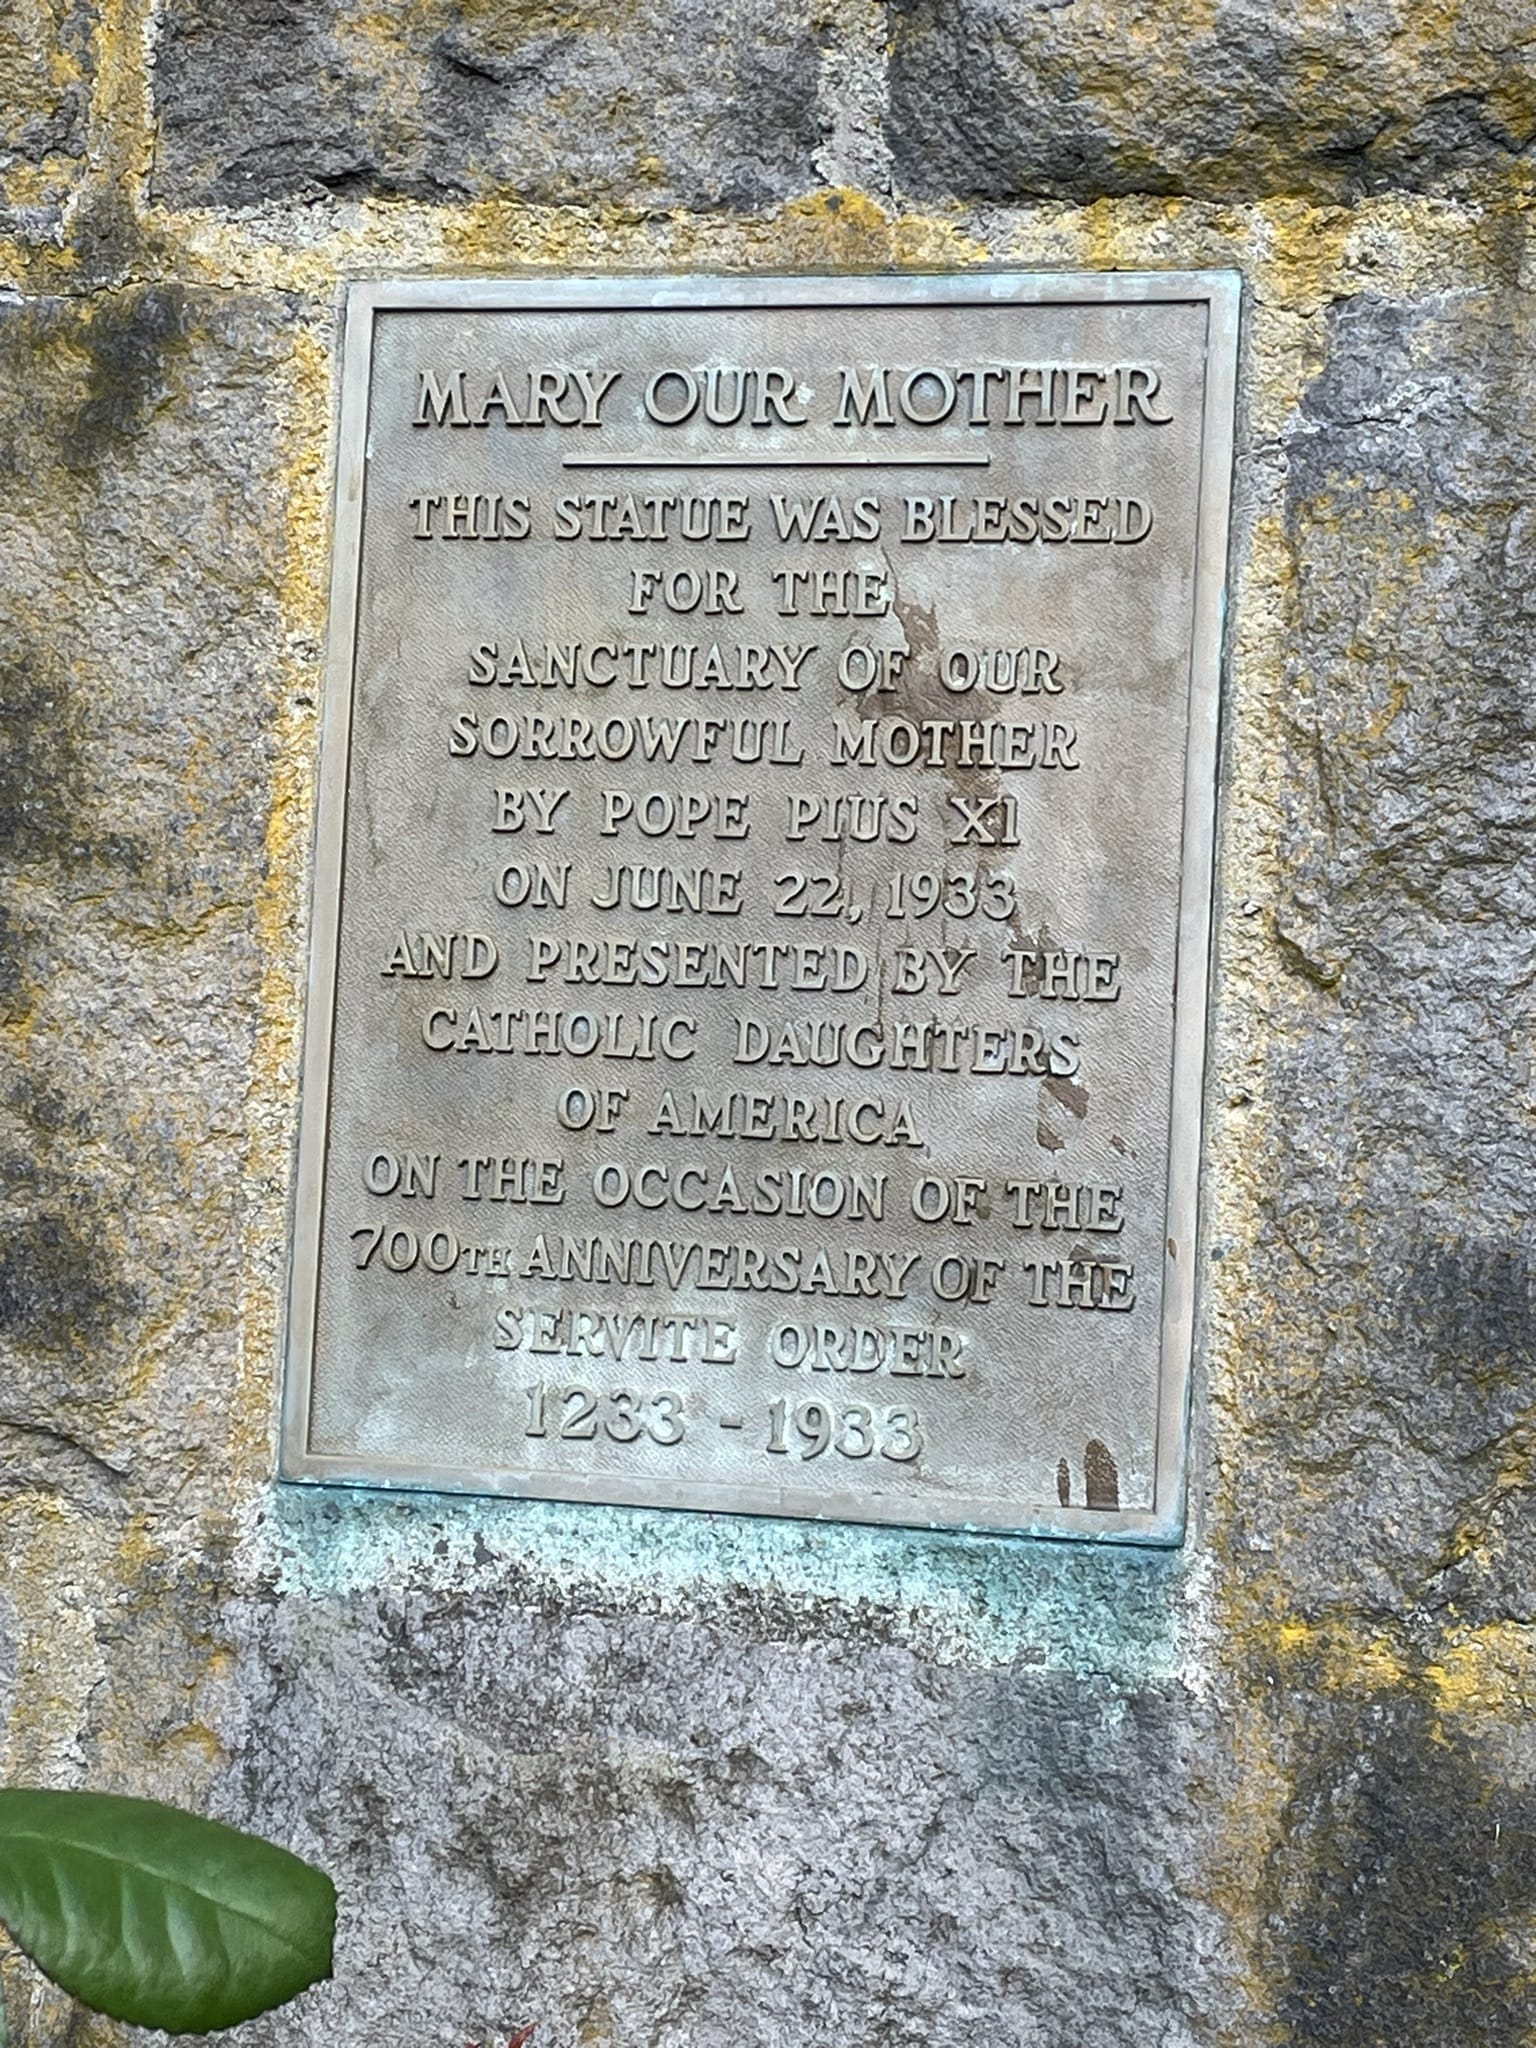 MARY OUR MOTHER
THIS STATUE WAS BLESSED
FOR THE
SANCTUARY OF OUR
SORROWFUL MOTHER
BY POPE PIUS XI
ON JUNE 22, 1933
AND PRESENTED BY THE
CATHOLIC DAUGHTERS
OF AMERICA
ON THE OCCASION OF THE
700TH ANNIVERSARY OF THE
SERVITE ORDER
1233 - 1933